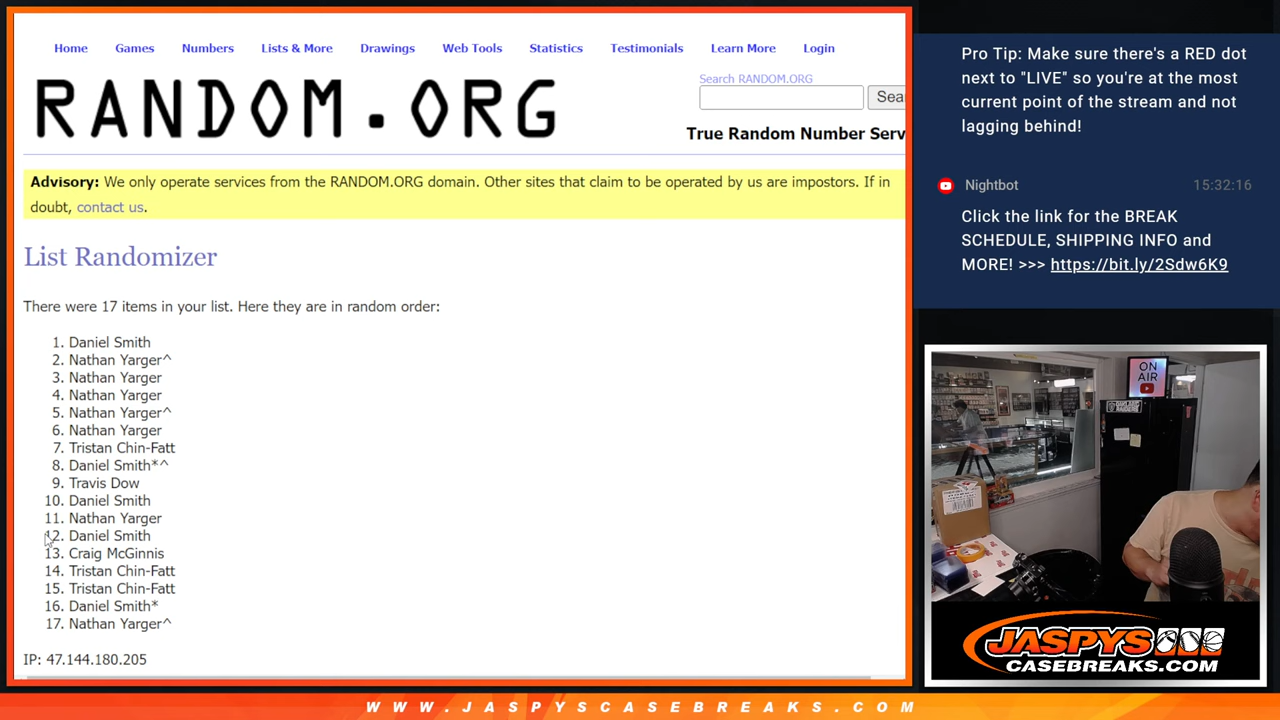 Home Games Numbers Lists & More Drawings Web Tools Statistics Testimonials Learn More Login
RANDOM.ORG
Search RANDOM.ORG
Sea
True Random Number Serv
Advisory: We only operate services from the RANDOM.ORG domain. Other sites that claim to be operated by us are impostors. If in
doubt, contact us.
List Randomizer
There were 17 items in your list. Here they are in random order:
1. Daniel Smith
2. Nathan Yarger^
3. Nathan Yarger
4. Nathan Yarger
5. Nathan Yarger^
6. Nathan Yarger
7. Tristan Chin-Fatt
8. Daniel Smith*^
9. Travis Dow
10. Daniel Smith
11. Nathan Yarger
12. Daniel Smith
13. Craig McGinnis
14. Tristan Chin-Fatt
15. Tristan Chin-Fatt
16. Daniel Smith*
17. Nathan Yarger^
IP: 47.144.180.205
Pro Tip: Make sure there's a RED dot
next to "LIVE" so you're at the most
current point of the stream and not
lagging behind!
Nightbot 15:32:16
Click the link for the BREAK
SCHEDULE, SHIPPING INFO and
MORE! >>> https://bit.ly/2Sdw6K9
ON
AIR
JASPYS
CASEBREAKS.COM
WWW.JASPYSCASEBREAKS.COM